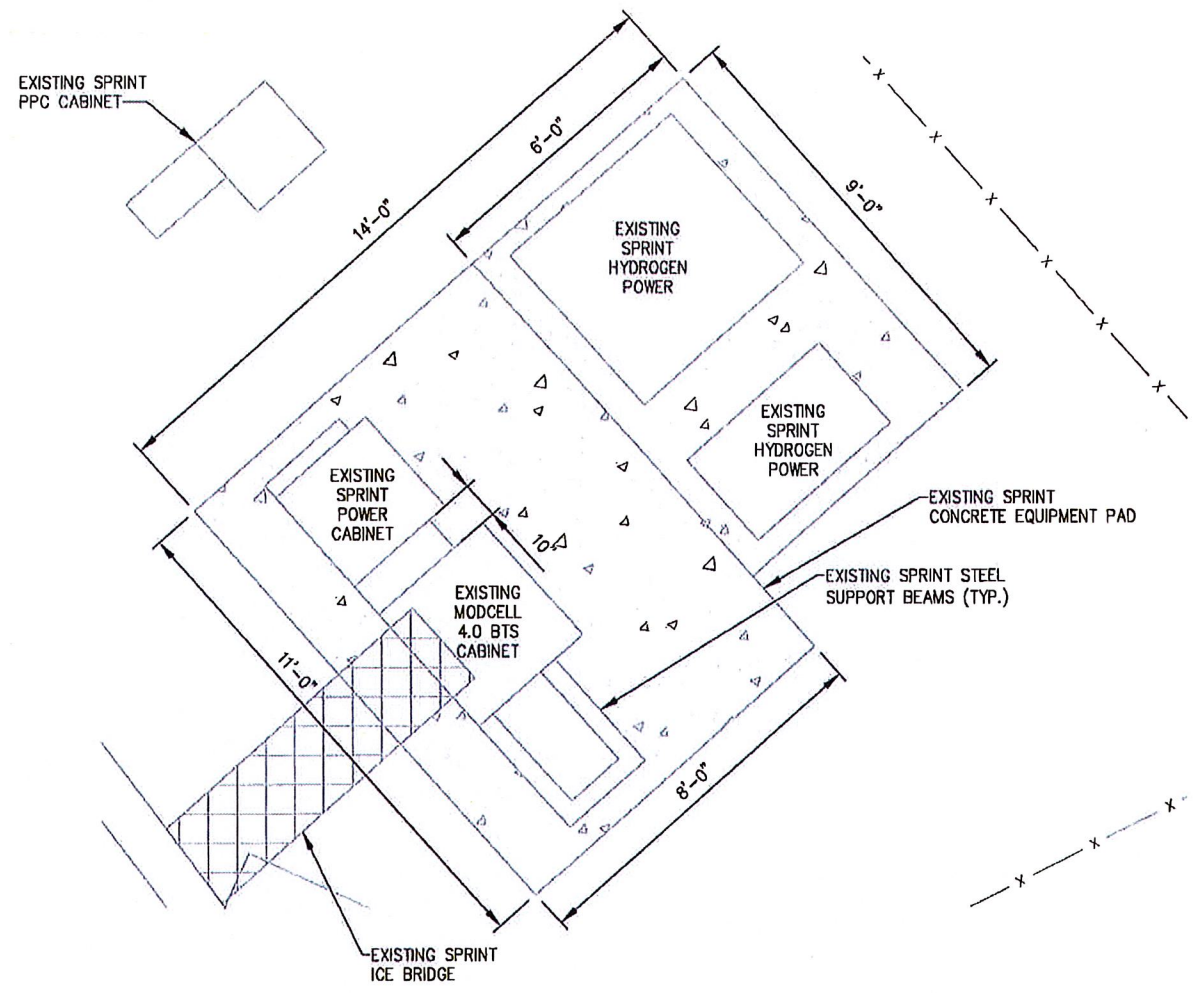 EXISTING SPRINT
PPC CABINET
14'-0"
6'-0"
9'-0"
EXISTING
SPRINT
HYDROGEN
POWER
EXISTING
SPRINT
HYDROGEN
POWER
EXISTING
SPRINT
POWER
CABINET
10"
EXISTING
MODCELL
4.0 BTS
CABINET
EXISTING SPRINT
CONCRETE EQUIPMENT PAD
EXISTING SPRINT STEEL
SUPPORT BEAMS (TYP.)
11'-0"
8'-0"
EXISTING SPRINT
ICE BRIDGE